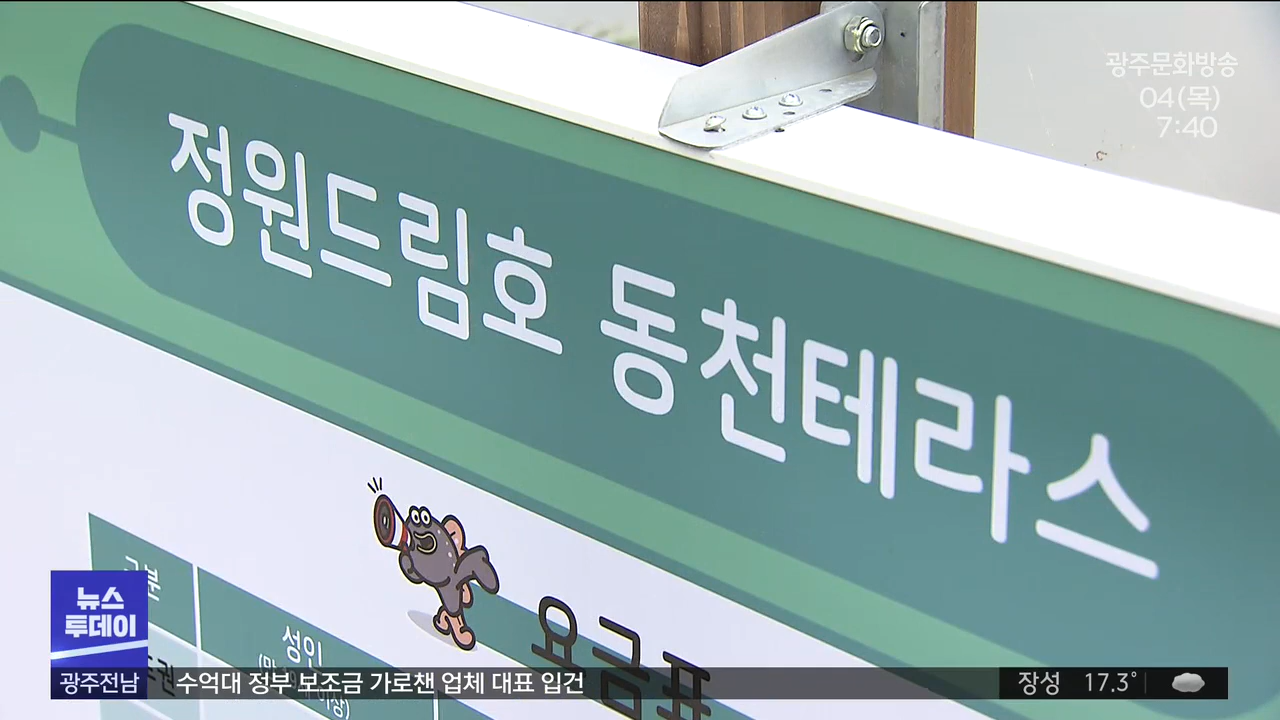 광주문화방송
04(목)
7:40
정원드림호 동천테라스
요금표
구분
성인
뉴스
투데이
광주전남
수억대 정부 보조금 가로챈 업체 대표 입건
장성 17.3°